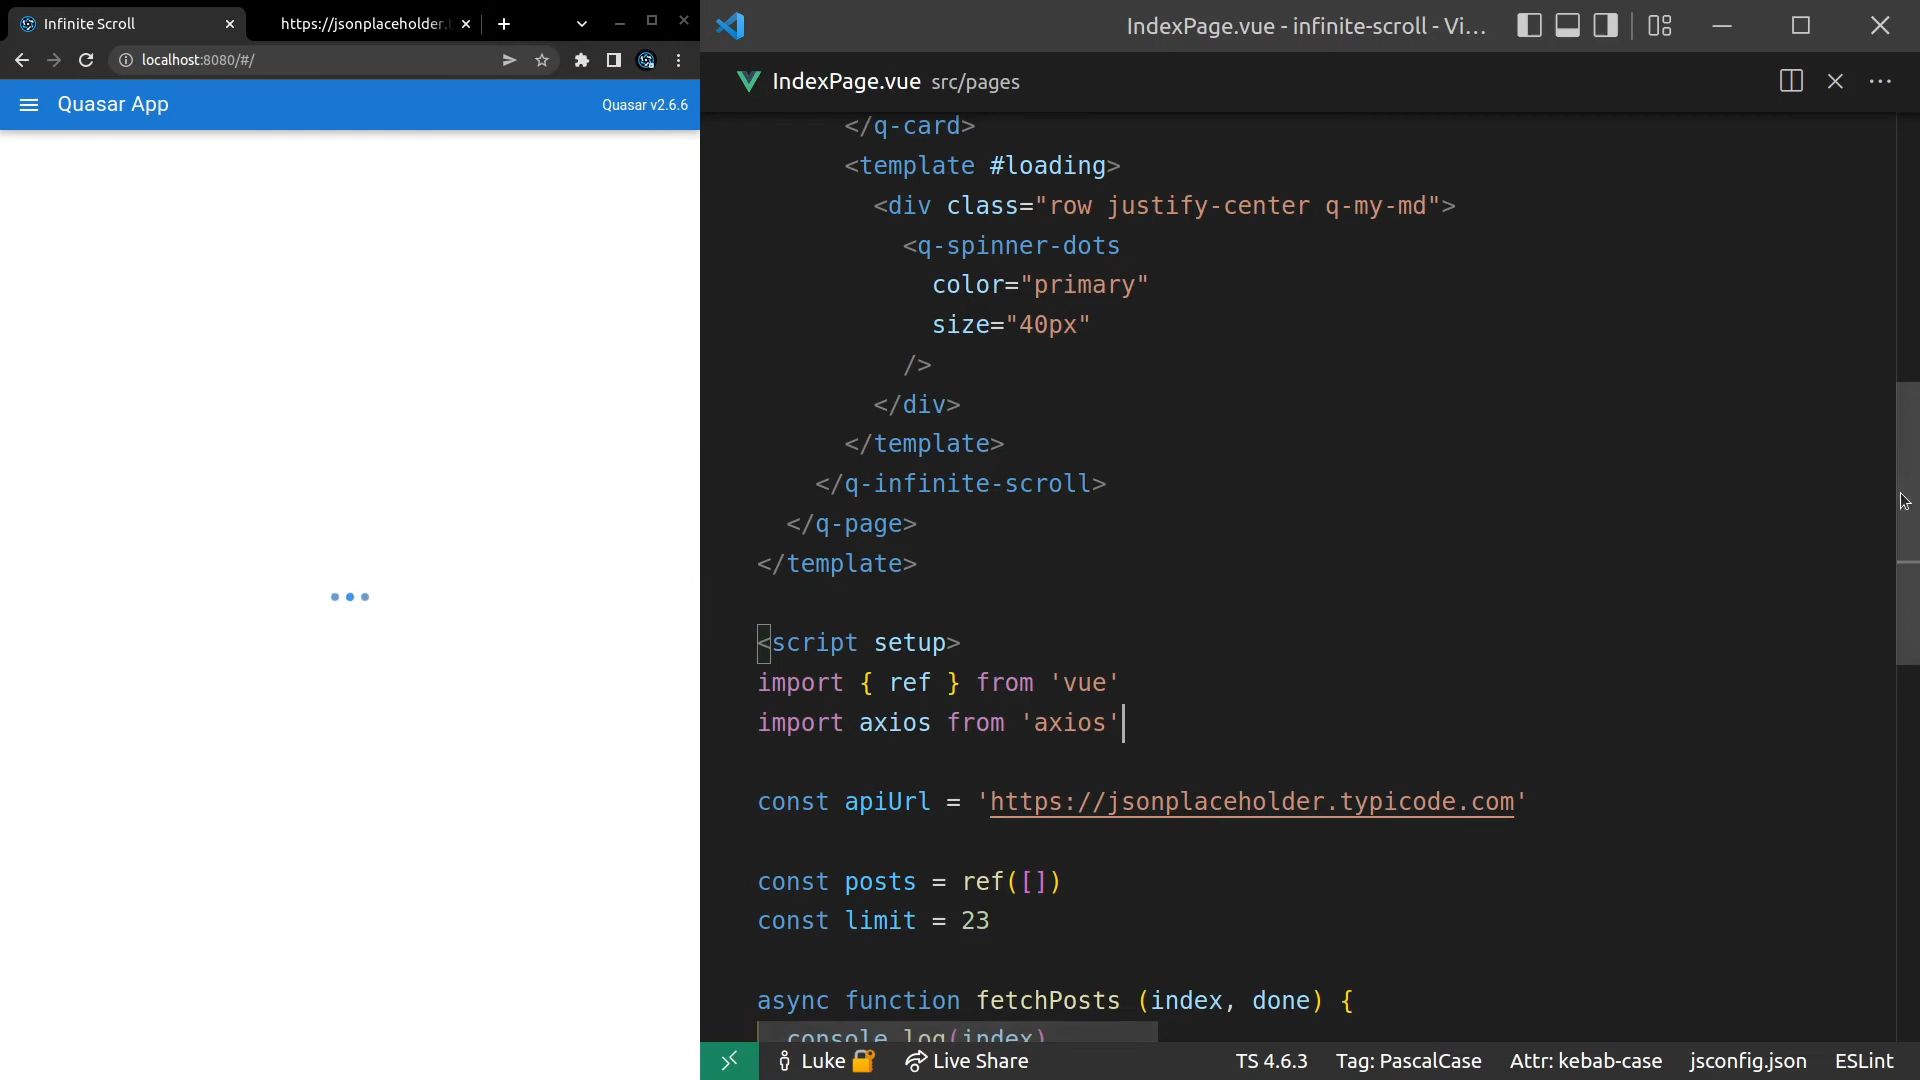 Infinite Scroll
https://jsonplaceholder.
localhost:8080/#/
Quasar App
Quasar v2.6.6
IndexPage.vue - infinite-scroll - Vi...
IndexPage.vue src/pages
</q-card>
<template #loading>
<div class="row justify-center q-my-md">
<q-spinner-dots
color="primary"
size="40px"
/>
</div>
</template>
</q-infinite-scroll>
</q-page>
</template>
<script setup>
import { ref } from 'vue'
import axios from 'axios'
const apiUrl = 'https://jsonplaceholder.typicode.com'
const posts = ref([])
const limit = 23
async function fetchPosts (index, done) {
console.log(index)
Luke
Live Share
TS 4.6.3
Tag: PascalCase
Attr: kebab-case
jsconfig.json
ESLint